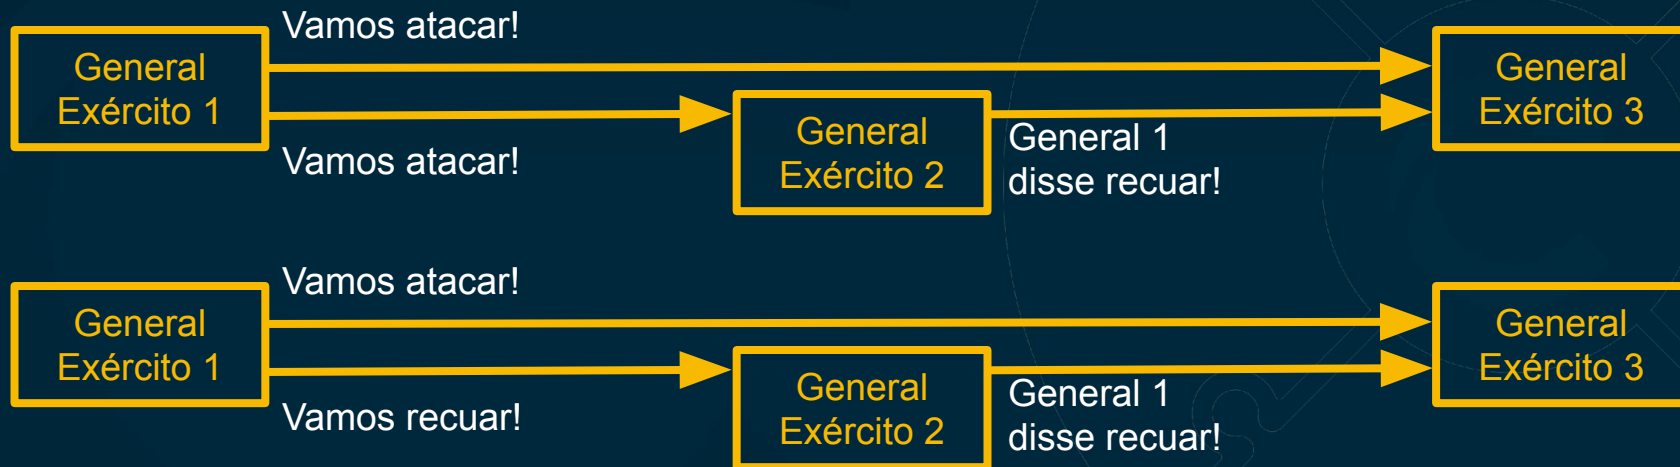 Vamos atacar!
General
Exército 1
General
Exército 3
Vamos atacar!
General
Exército 2
General 1
disse recuar!
Vamos atacar!
General
Exército 1
General
Exército 3
Vamos recuar!
General
Exército 2
General 1
disse recuar!